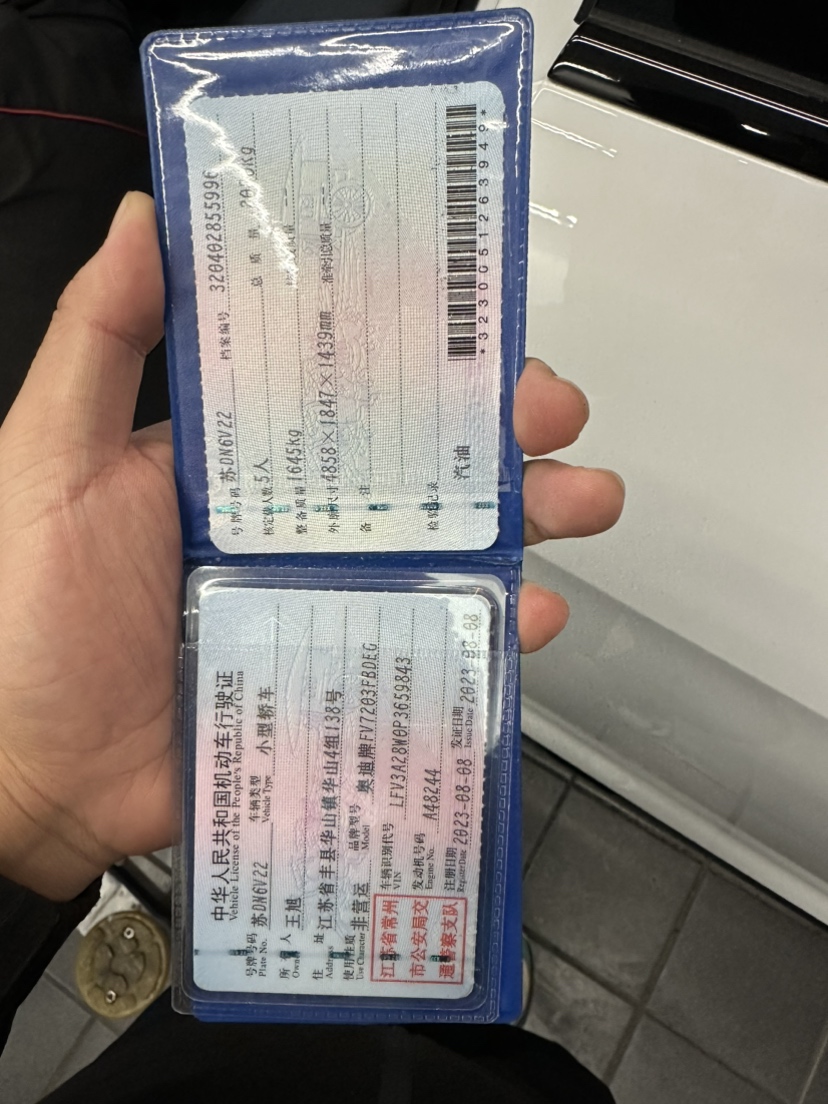 中华人民共和国机动车行驶证
Vehicle License of the People's Republic of China
号牌号码 苏DN6V22 车辆类型 小型轿车
Plate No. Vehicle Type
所有人 王旭
Owner
住址 江苏省丰县华山镇华山4组138号
Address
使用性质 非营运 品牌型号 奥迪牌FV7203FBDEG
Use Character Model
江苏省常州市公安局交通警察支队
车辆识别代号 LFV3A28W0P3659843
VIN
发动机号码 A48244
Engine No.
注册日期 2023-08-08 发证日期 2023-08-08
Register Date Issue Date
号牌号码 苏DN6V22 档案编号 320402855996
核定载人数 5人 总质量
整备质量 1645kg
外廓尺寸 4858×1847×1439mm 准牵引总质量
备注
检验记录
汽油
*3230051263949*